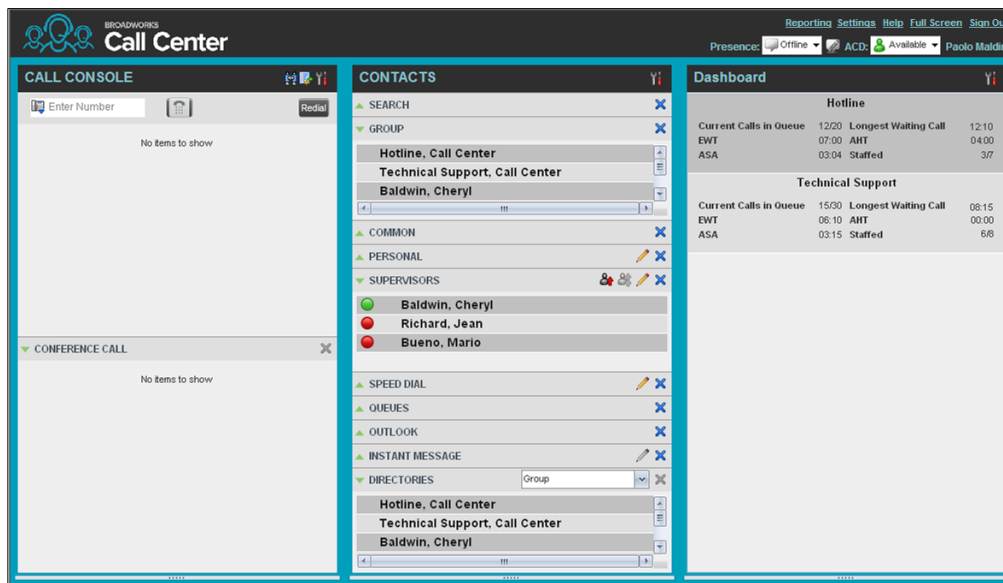 BROADWORKS
Call Center
Reporting Settings Help Full Screen Sign Ou
Presence: Offline ACD: Available Paolo Maldi
CALL CONSOLE
Enter Number
Redial
No items to show
CONFERENCE CALL
No items to show
CONTACTS
SEARCH
GROUP
Hotline, Call Center
Technical Support, Call Center
Baldwin, Cheryl
COMMON
PERSONAL
SUPERVISORS
Baldwin, Cheryl
Richard, Jean
Bueno, Mario
SPEED DIAL
QUEUES
OUTLOOK
INSTANT MESSAGE
DIRECTORIES Group
Hotline, Call Center
Technical Support, Call Center
Baldwin, Cheryl
Dashboard
Hotline
Current Calls in Queue 12/20 Longest Waiting Call 12:10
EWT 07:00 AHT 04:00
ASA 03:04 Staffed 3/7
Technical Support
Current Calls in Queue 15/30 Longest Waiting Call 08:15
EWT 06:10 AHT 00:00
ASA 03:15 Staffed 6/8